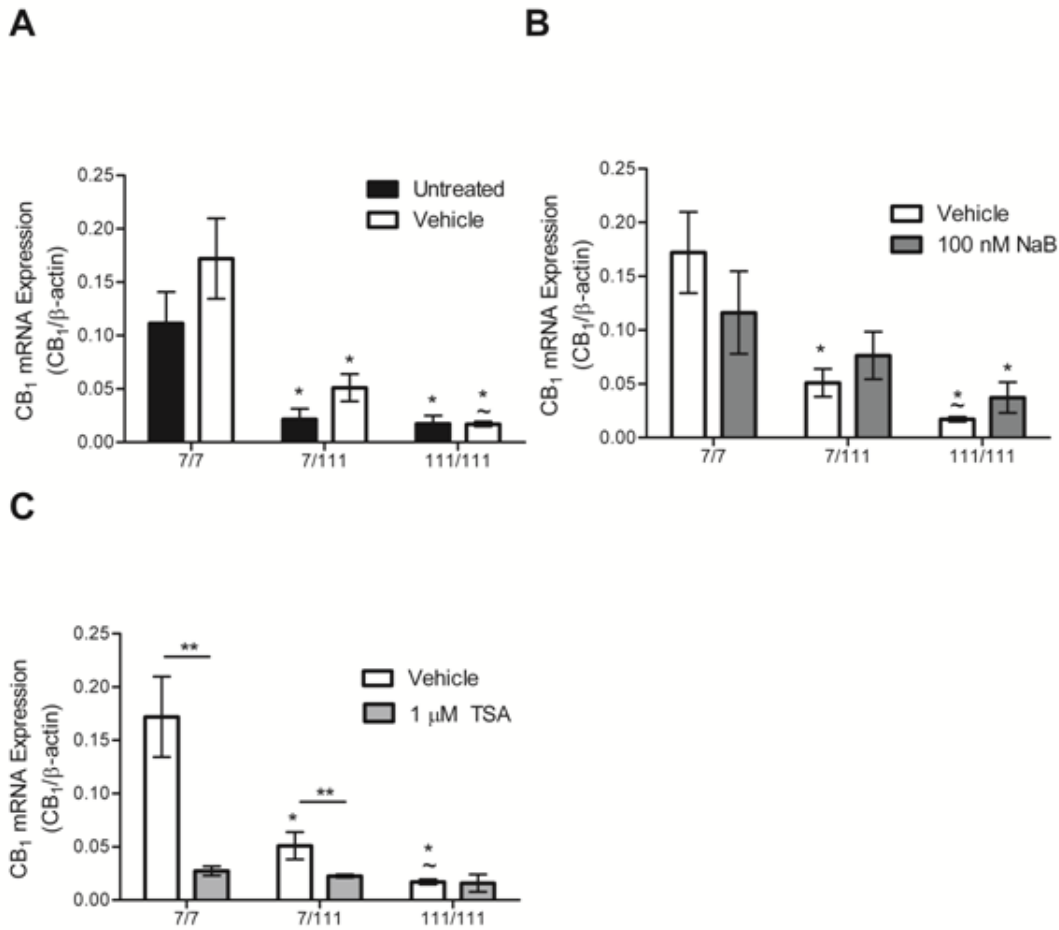 A
CB₁ mRNA Expression
(CB₁/β-actin)
0.25
0.20
0.15
0.10
0.05
0.00
Untreated
Vehicle
* * * *
~
7/7 7/111 111/111
B
CB₁ mRNA Expression
(CB₁/β-actin)
0.25
0.20
0.15
0.10
0.05
0.00
Vehicle
100 nM NaB
* * *
~
7/7 7/111 111/111
C
CB₁ mRNA Expression
(CB₁/β-actin)
0.25
0.20
0.15
0.10
0.05
0.00
Vehicle
1 μM TSA
**
**
* *
~
7/7 7/111 111/111